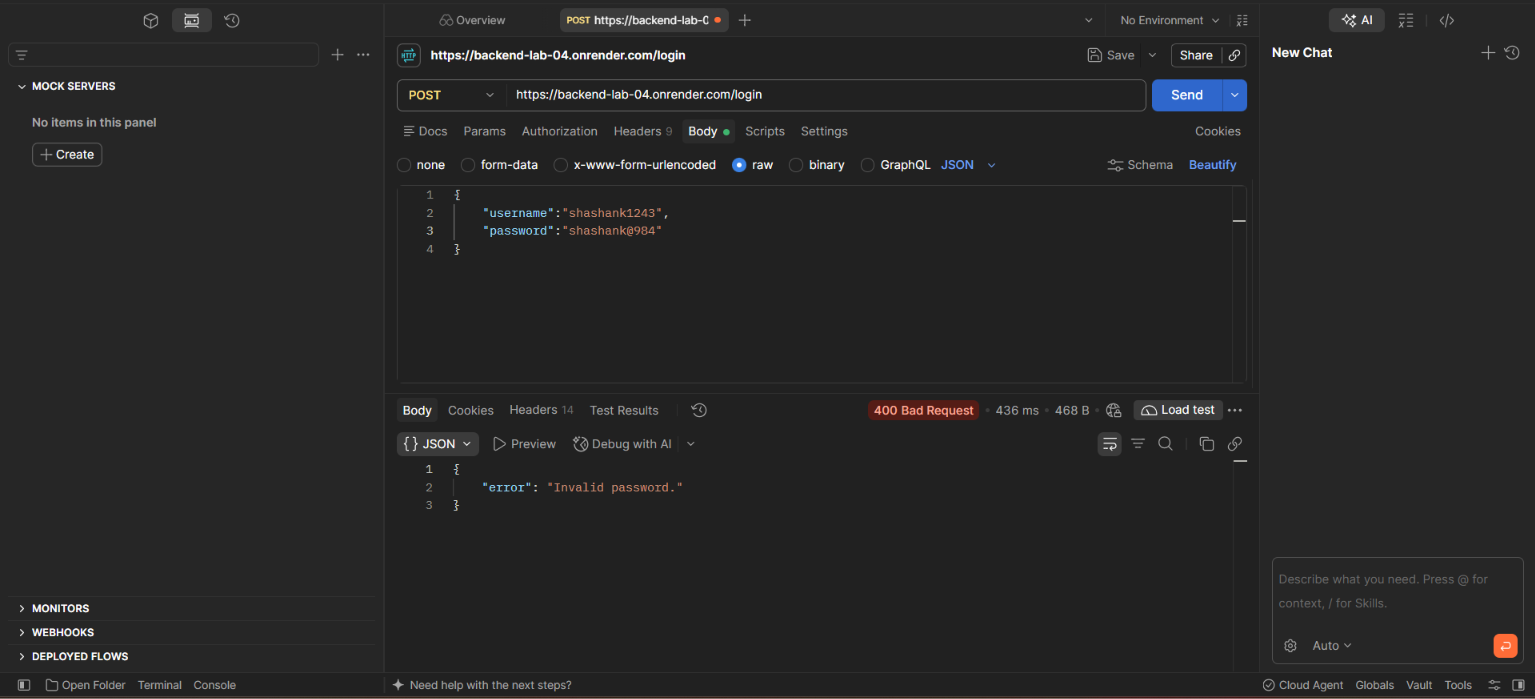 Overview
POST https://backend-lab-0
No Environment
AI
https://backend-lab-04.onrender.com/login
Save
Share
New Chat
MOCK SERVERS
No items in this panel
Create
POST
https://backend-lab-04.onrender.com/login
Send
Docs Params Authorization Headers 9 Body Scripts Settings Cookies
none form-data x-www-form-urlencoded raw binary GraphQL JSON Schema Beautify
1 {
2 "username":"shashank1243",
3 "password":"shashank@984"
4 }
Body Cookies Headers 14 Test Results 400 Bad Request • 436 ms • 468 B • Load test
{} JSON Preview Debug with AI
1 {
2 "error": "Invalid password."
3 }
Describe what you need. Press @ for
context, / for Skills.
Auto
MONITORS
WEBHOOKS
DEPLOYED FLOWS
Open Folder Terminal Console Need help with the next steps? Cloud Agent Globals Vault Tools